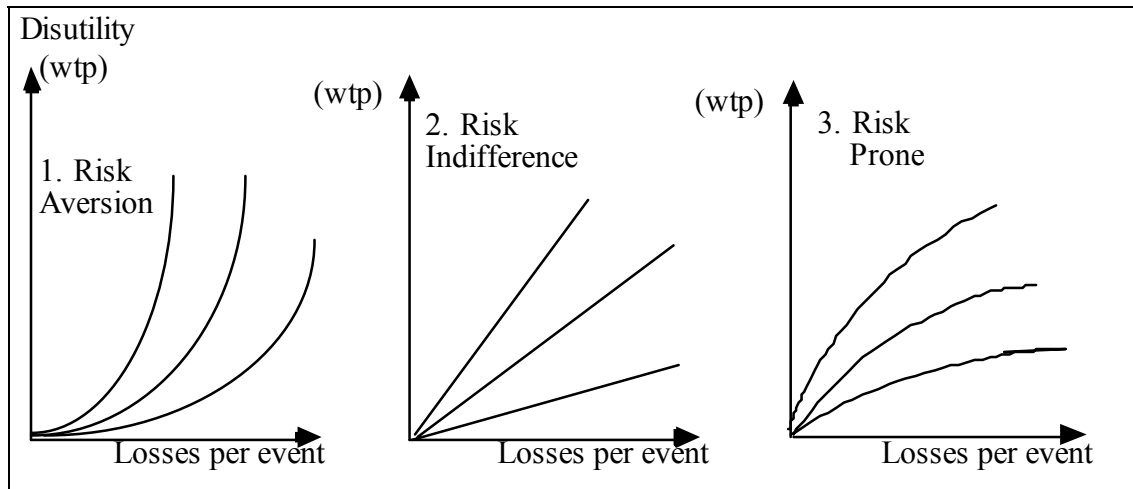 Disutility
(wtp)
1. Risk
Aversion
Losses per event
(wtp)
2. Risk
Indifference
Losses per event
(wtp)
3. Risk
Prone
Losses per event